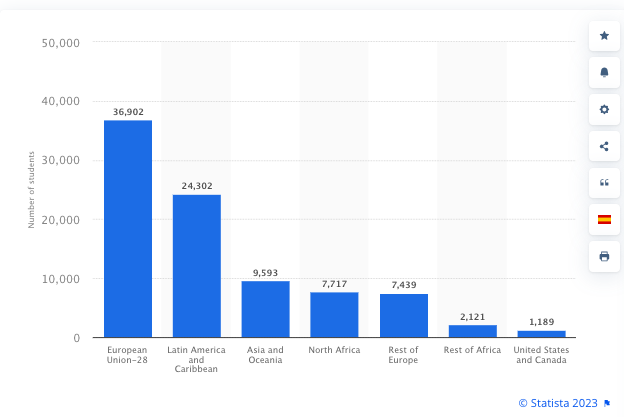 50,000
40,000
30,000
20,000
10,000
0
Number of students
36,902
24,302
9,593
7,717
7,439
2,121
1,189
European
Union–28
Latin America
and
Caribbean
Asia and
Oceania
North Africa
Rest of
Europe
Rest of Africa
United States
and Canada
© Statista 2023